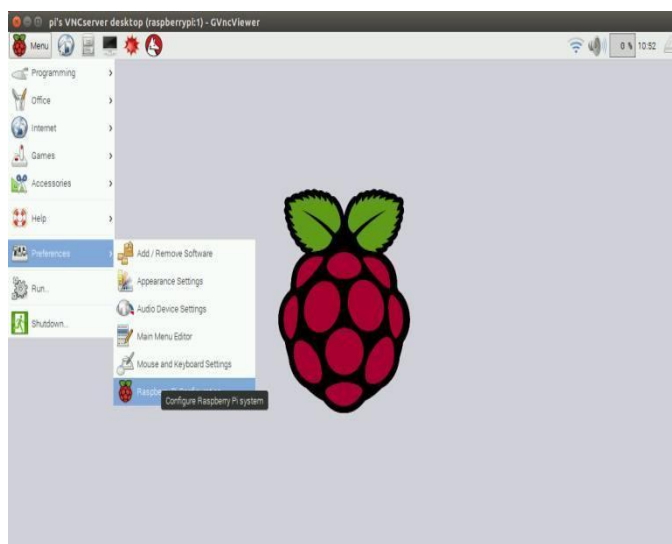 pi's VNCserver desktop (raspberrypi:1) - GVncViewer
Menu
0 % 10:52
Programming
Office
Internet
Games
Accessories
Help
Preferences
Run...
Shutdown...
Add / Remove Software
Appearance Settings
Audio Device Settings
Main Menu Editor
Mouse and Keyboard Settings
Configure Raspberry Pi system